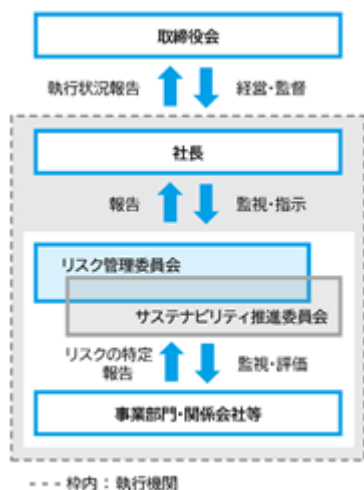 取締役会
執行状況報告 経営・監督
社長
報告 監視・指示
リスク管理委員会
サステナビリティ推進委員会
リスクの特定 監視・評価
報告
事業部門・関係会社等
--- 枠内：執行機関